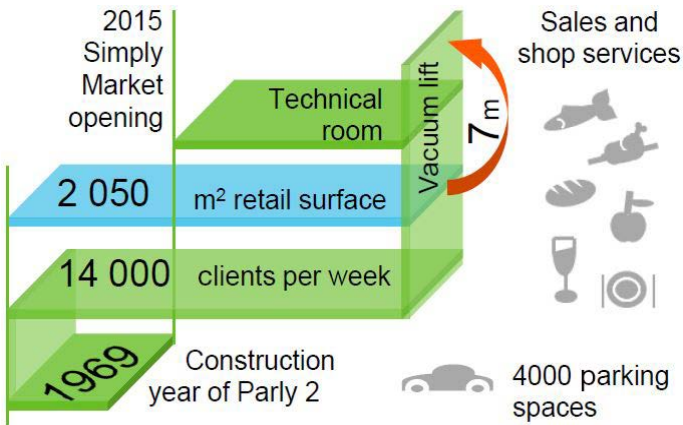 2015
Simply
Market
opening
Sales and
shop services
Technical
room
Vacuum lift
7 m
2 050
m² retail surface
14 000
clients per week
1969
Construction
year of Parly 2
4000 parking
spaces